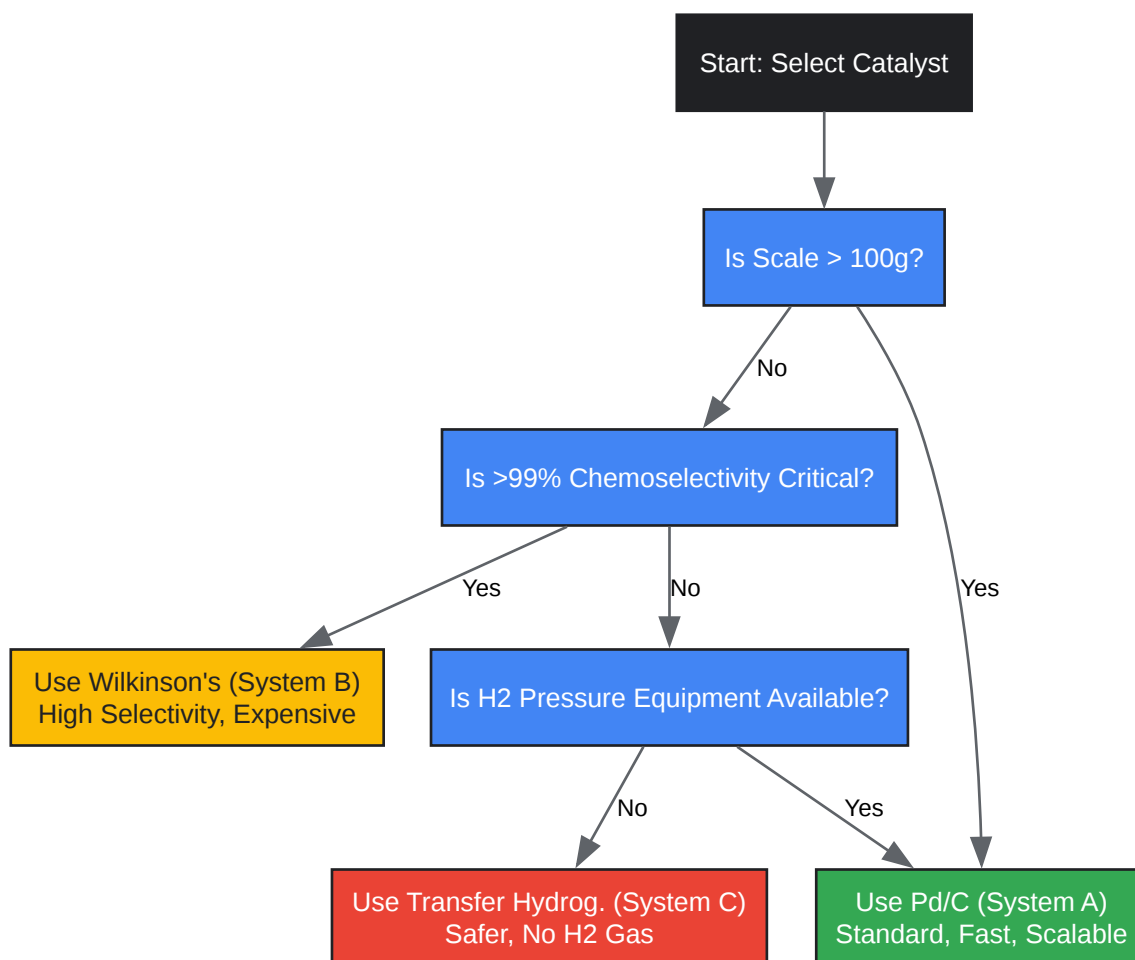 Start: Select Catalyst
Is Scale > 100g?
No
Is >99% Chemoselectivity Critical?
Yes
No
Yes
Use Wilkinson's (System B)
High Selectivity, Expensive
Is H2 Pressure Equipment Available?
No
Yes
Use Transfer Hydrog. (System C)
Safer, No H2 Gas
Use Pd/C (System A)
Standard, Fast, Scalable